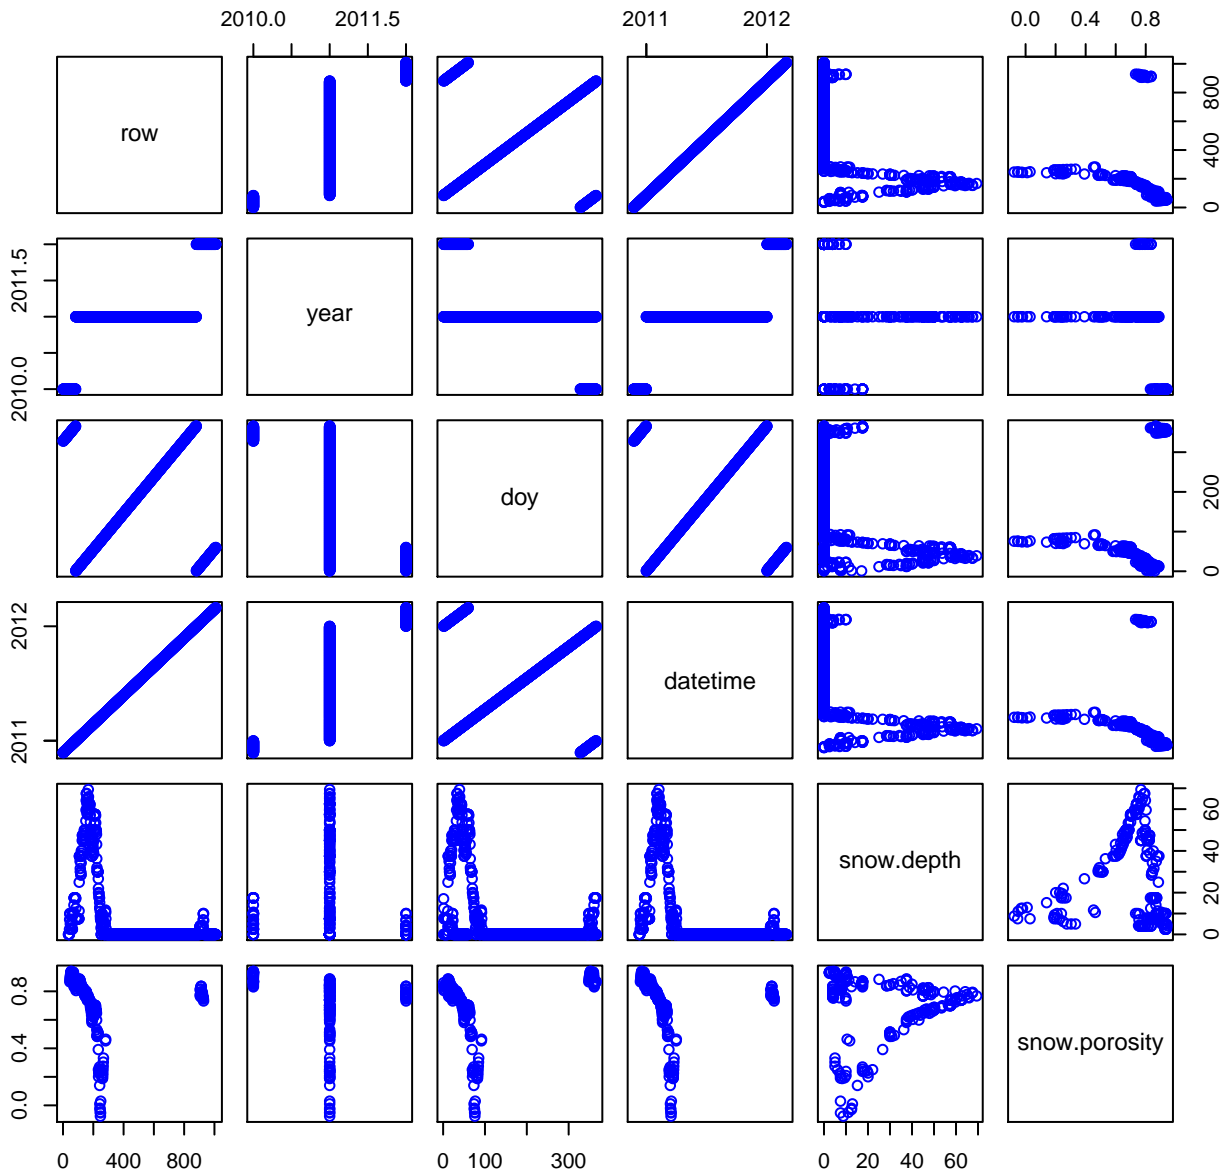 2010.0 2011.5 2011 2012 0.0 0.4 0.8
row 0 400 800
2010.0 2011.5 year
doy 0 200
2011 2012 datetime
snow.depth 0 20 40 60
0.0 0.4 0.8 snow.porosity
0 400 800 0 100 300 0 20 40 60